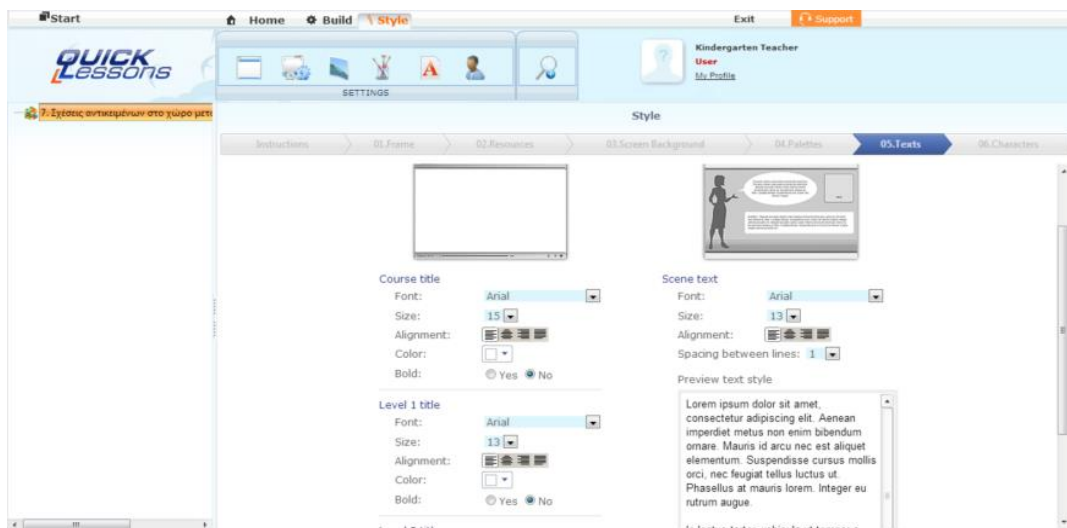 Start
Home
Build
Style
Exit
Support
QUICK
Lessons
SETTINGS
Kindergarten Teacher
User
My Profile
7. Σχέσεις αντικειμένων στο χώρο μετα
Style
Instructions
01.Frame
02.Resources
03.Screen Background
04.Palettes
05.Texts
06.Characters
Course title
Font: Arial
Size: 15
Alignment:
Color:
Bold: Yes No
Level 1 title
Font: Arial
Size: 13
Alignment:
Color:
Bold: Yes No
Scene text
Font: Arial
Size: 13
Alignment:
Spacing between lines: 1
Preview text style
Lorem ipsum dolor sit amet,
consectetur adipiscing elit. Aenean
imperdiet metus non enim bibendum
ornare. Mauris id arcu nec est aliquet
elementum. Suspendisse cursus mollis
orci, nec feugiat tellus luctus ut.
Phasellus at mauris lorem. Integer eu
rutrum augue.